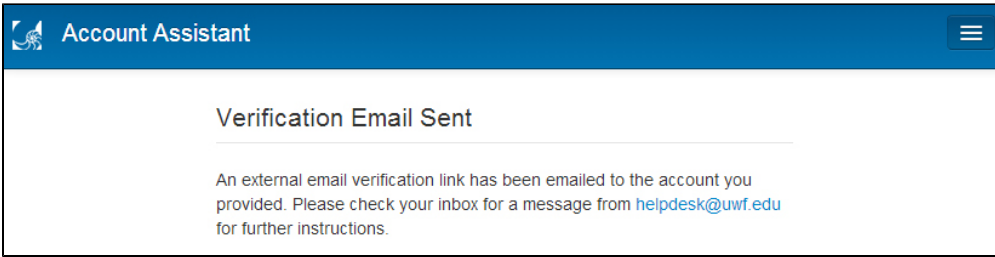 Account Assistant
Verification Email Sent
An external email verification link has been emailed to the account you
provided. Please check your inbox for a message from helpdesk@uwf.edu
for further instructions.